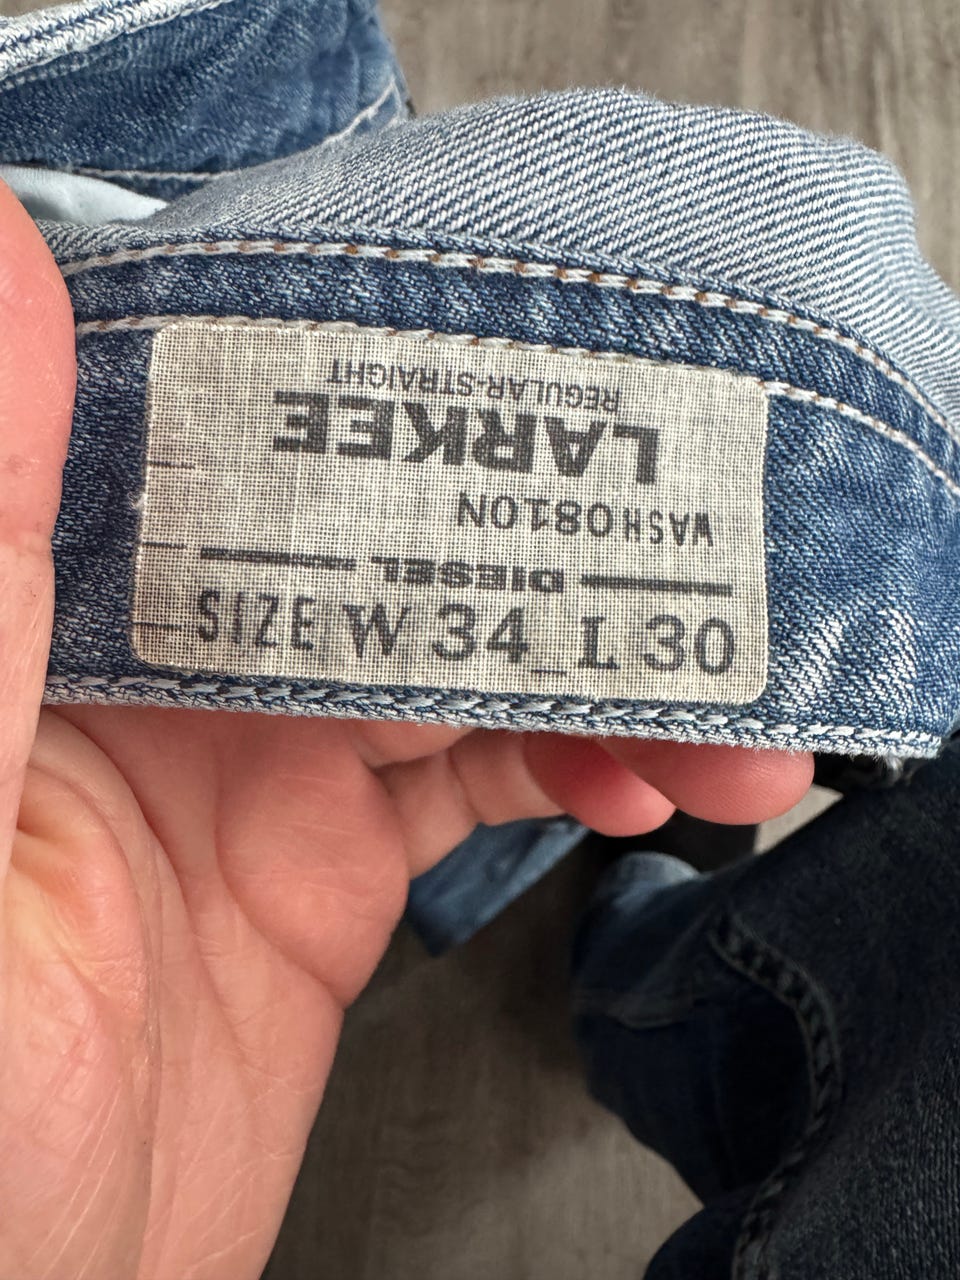 REGULAR-STRAIGHT
LARKEE
WASH0810N
DIESEL
SIZE W 34_L 30